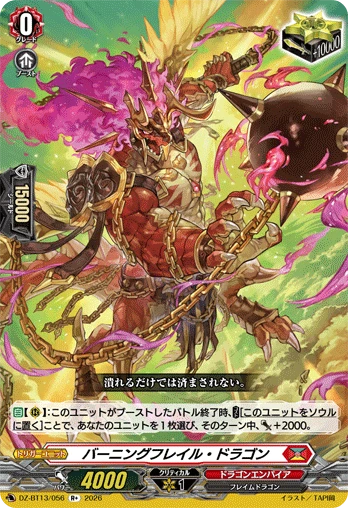 0
グレード
+10000
ブースト
15000
シールド
潰れるだけでは済まされない。
【自】【(R)】:このユニットがブーストしたバトル終了時、【コスト】[このユニットをソウル
に置く]ことで、あなたのユニットを1枚選び、そのターン中、+2000。
トリガーユニット
バーニングフレイル・ドラゴン
パワー
4000
クリティカル
1
ドラゴンエンパイア
フレイムドラゴン
DZ-BT13/056 R+ 2026
イラスト/TAPI岡